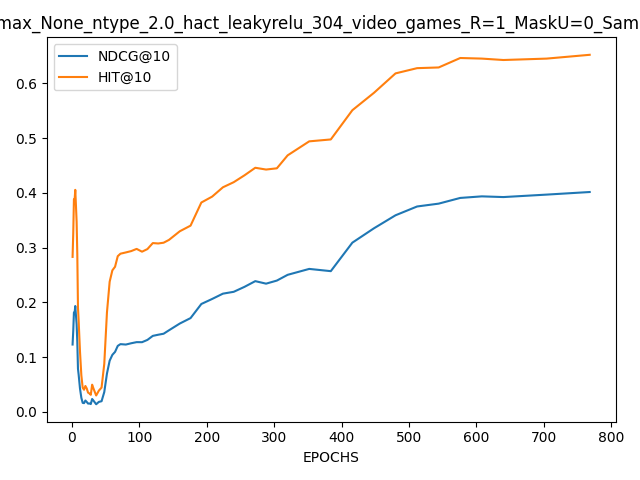 max_None_ntype_2.0_hact_leakyrelu_304_video_games_R=1_MaskU=0_Sam
NDCG@10
HIT@10
0.6
0.5
0.4
0.3
0.2
0.1
0.0
0 100 200 300 400 500 600 700 800
EPOCHS